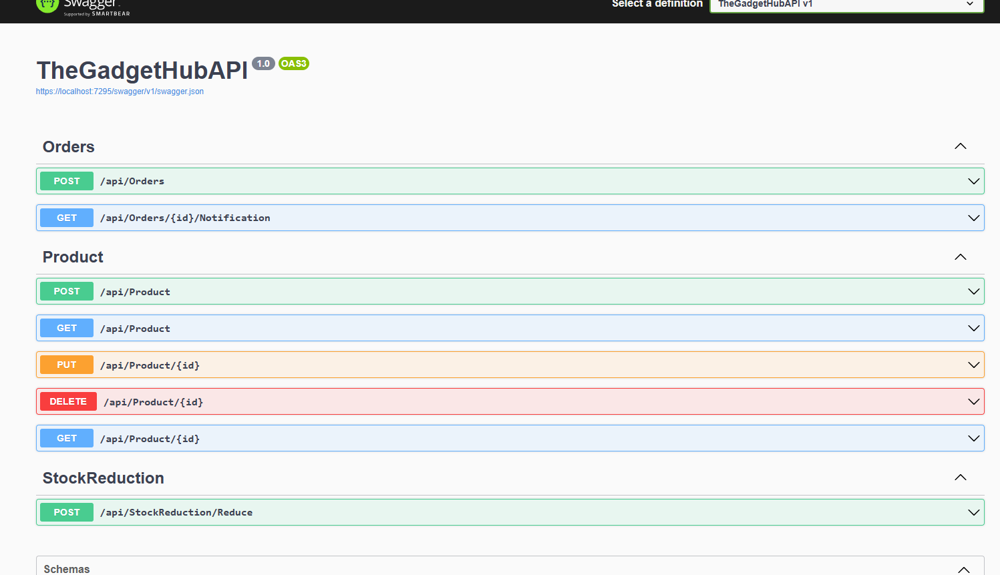 Swagger.
Supported by SMARTBEAR
Select a definition
TheGadgetHubAPI v1
TheGadgetHubAPI 1.0 OAS3
https://localhost:7295/swagger/v1/swagger.json
Orders
POST /api/Orders
GET /api/Orders/{id}/Notification
Product
POST /api/Product
GET /api/Product
PUT /api/Product/{id}
DELETE /api/Product/{id}
GET /api/Product/{id}
StockReduction
POST /api/StockReduction/Reduce
Schemas